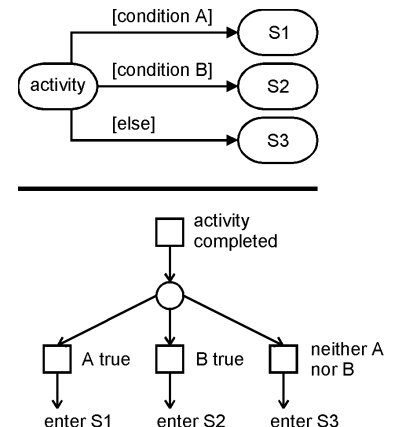 [condition A]
S1
activity
[condition B]
S2
[else]
S3
activity
completed
A true
B true
neither A
nor B
enter S1
enter S2
enter S3